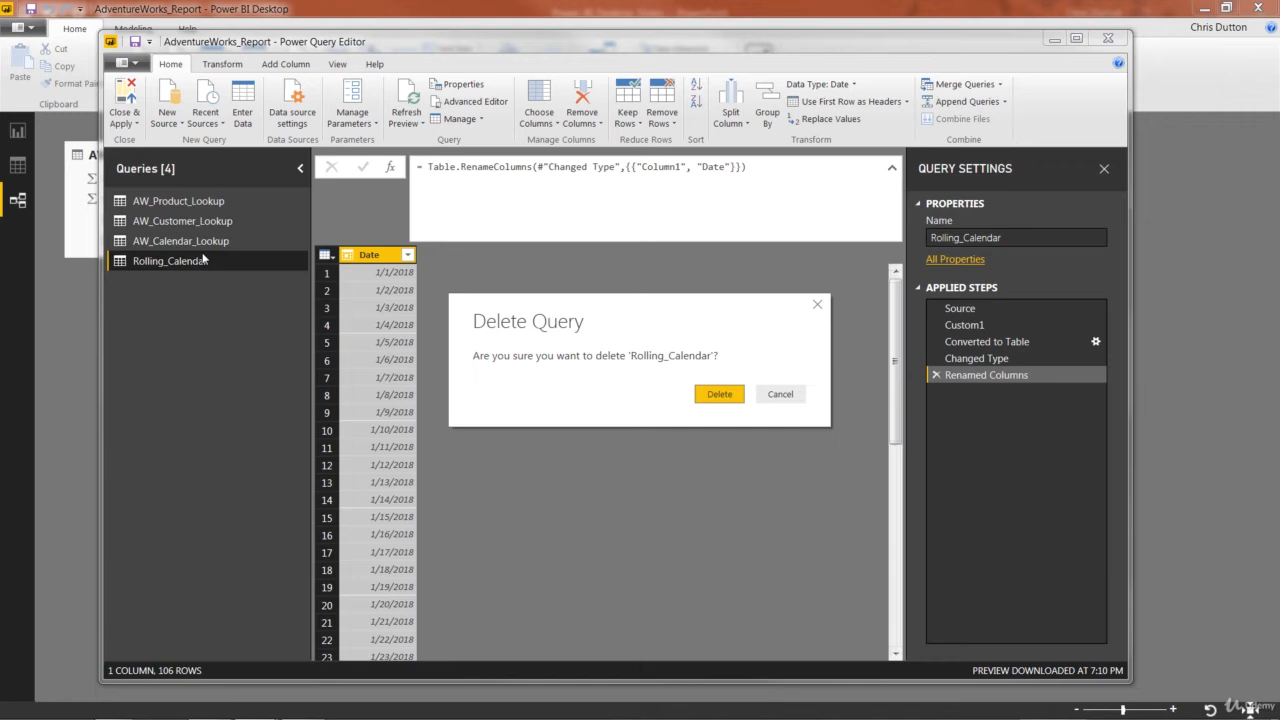 AdventureWorks_Report - Power BI Desktop
Home
Help
Chris Dutton
Cut
Copy
Format Pain
Paste
Clipboard
AdventureWorks_Report - Power Query Editor
Home Transform Add Column View Help
Close & Apply
New Source
Recent Sources
Enter Data
Data source settings
Manage Parameters
Refresh Preview
Properties
Advanced Editor
Manage
Choose Columns
Remove Columns
Keep Rows
Remove Rows
Split Column
Group By
Data Type: Date
Use First Row as Headers
Replace Values
Merge Queries
Append Queries
Combine Files
New Query
Data Sources
Parameters
Query
Manage Columns
Reduce Rows
Sort
Transform
Combine
Queries [4]
AW_Product_Lookup
AW_Customer_Lookup
AW_Calendar_Lookup
Rolling_Calendar
fx
= Table.RenameColumns(#"Changed Type",{{"Column1", "Date"}})
Date
1 1/1/2018
2 1/2/2018
3 1/3/2018
4 1/4/2018
5 1/5/2018
6 1/6/2018
7 1/7/2018
8 1/8/2018
9 1/9/2018
10 1/10/2018
11 1/11/2018
12 1/12/2018
13 1/13/2018
14 1/14/2018
15 1/15/2018
16 1/16/2018
17 1/17/2018
18 1/18/2018
19 1/19/2018
20 1/20/2018
21 1/21/2018
22 1/22/2018
23 1/23/2018
Delete Query
Are you sure you want to delete 'Rolling_Calendar'?
Delete Cancel
QUERY SETTINGS
PROPERTIES
Name
Rolling_Calendar
All Properties
APPLIED STEPS
Source
Custom1
Converted to Table
Changed Type
Renamed Columns
1 COLUMN, 106 ROWS
PREVIEW DOWNLOADED AT 7:10 PM
Udemy